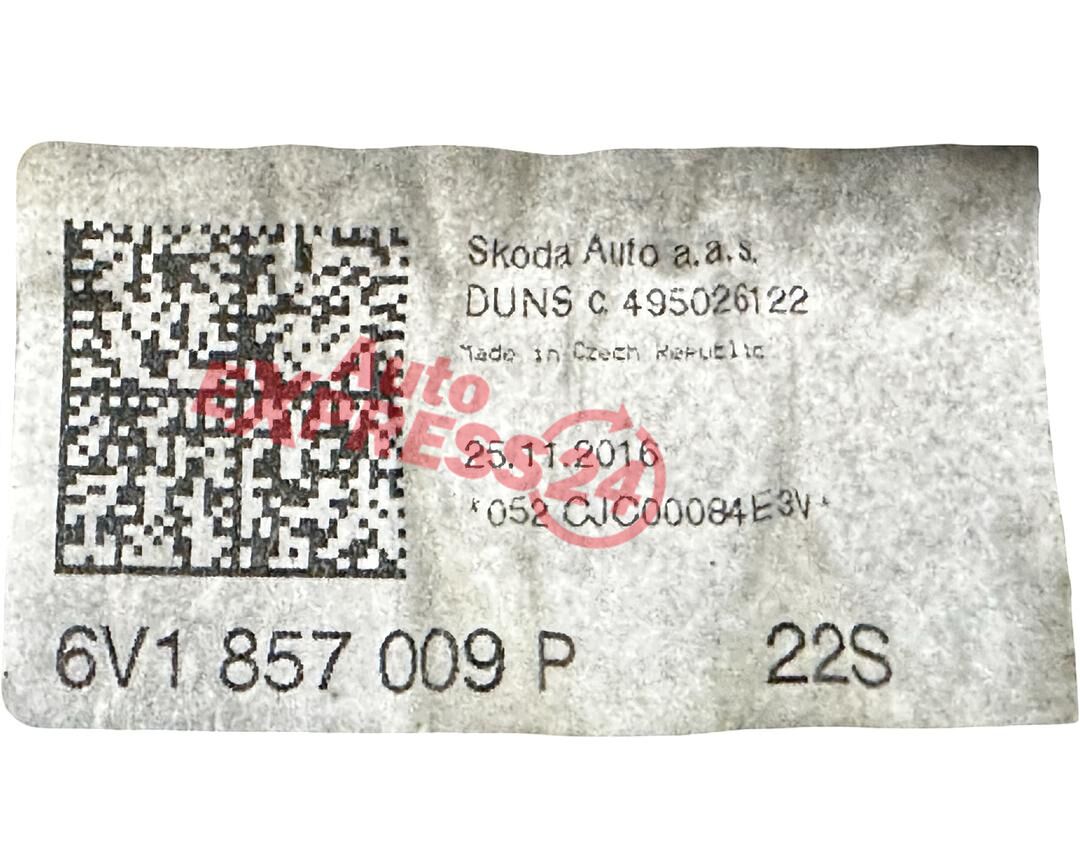 Skoda Auto a.a.s.
DUNS c 495026122
Made in Czech Republic
Auto
EXPRESS24
25.11.2016
*052 CJC00084E3V*
6V1 857 009 P 22S